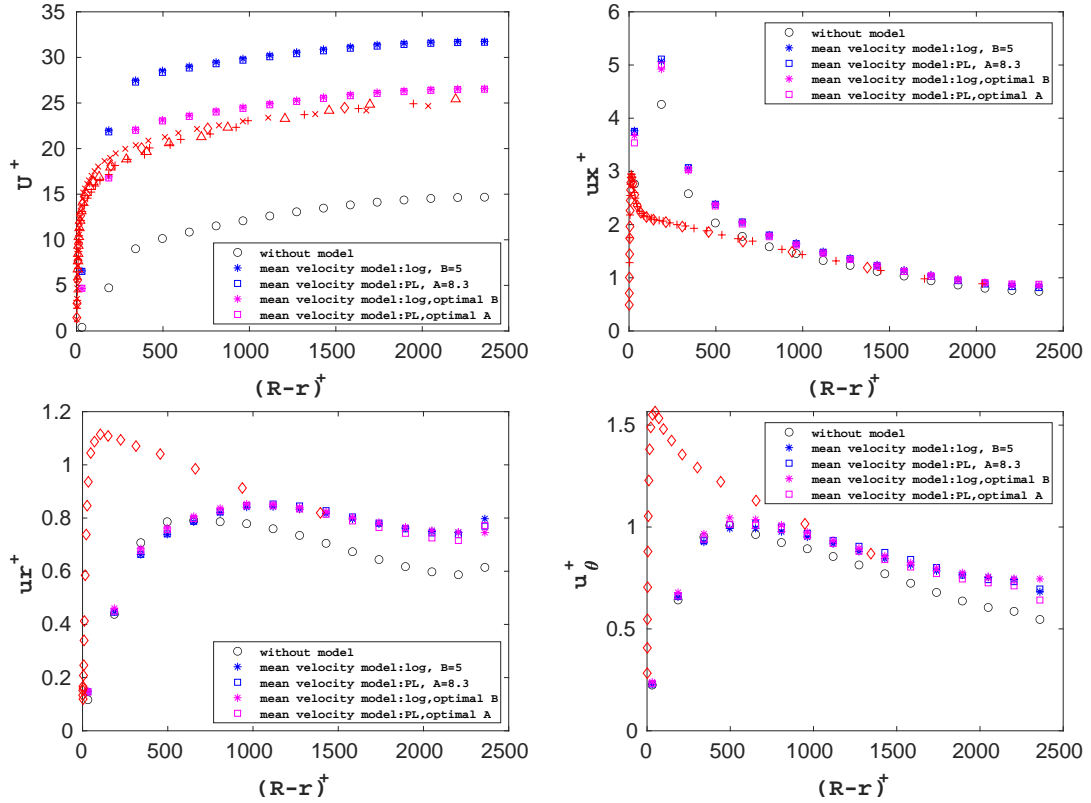 35
30
25
20
15
10
5
0
U+
0 500 1000 1500 2000 2500
(R-r)+
without model
mean velocity model:log, B=5
mean velocity model:PL, A=8.3
mean velocity model:log,optimal B
mean velocity model:PL,optimal A
6
5
4
3
2
1
0
ux+
0 500 1000 1500 2000 2500
(R-r)+
without model
mean velocity model:log, B=5
mean velocity model:PL, A=8.3
mean velocity model:log,optimal B
mean velocity model:PL,optimal A
1.2
1
0.8
0.6
0.4
0.2
0
ur+
0 500 1000 1500 2000 2500
(R-r)+
without model
mean velocity model:log, B=5
mean velocity model:PL, A=8.3
mean velocity model:log,optimal B
mean velocity model:PL,optimal A
1.5
1
0.5
0
uθ+
0 500 1000 1500 2000 2500
(R-r)+
without model
mean velocity model:log, B=5
mean velocity model:PL, A=8.3
mean velocity model:log,optimal B
mean velocity model:PL,optimal A